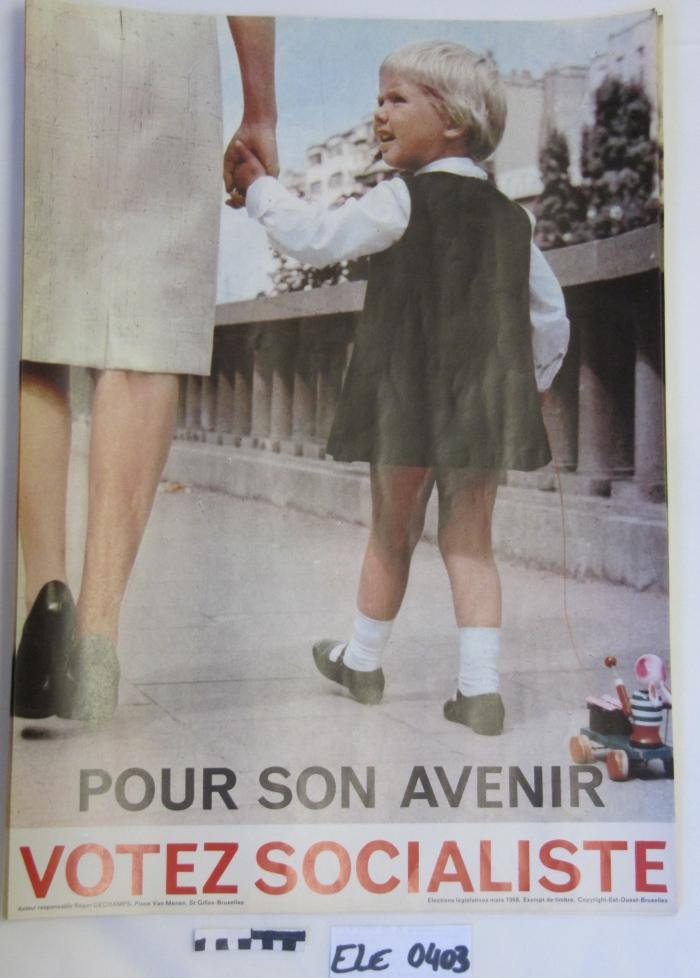 POUR SON AVENIR
VOTEZ SOCIALISTE
Auteur responsable Roger DECHAMPS, Place Van Meenen, St Gilles-Bruxelles
Elections législatives mars 1968. Exempt de timbre. Copyright-Est-Ouest-Bruxelles
ELE 0403